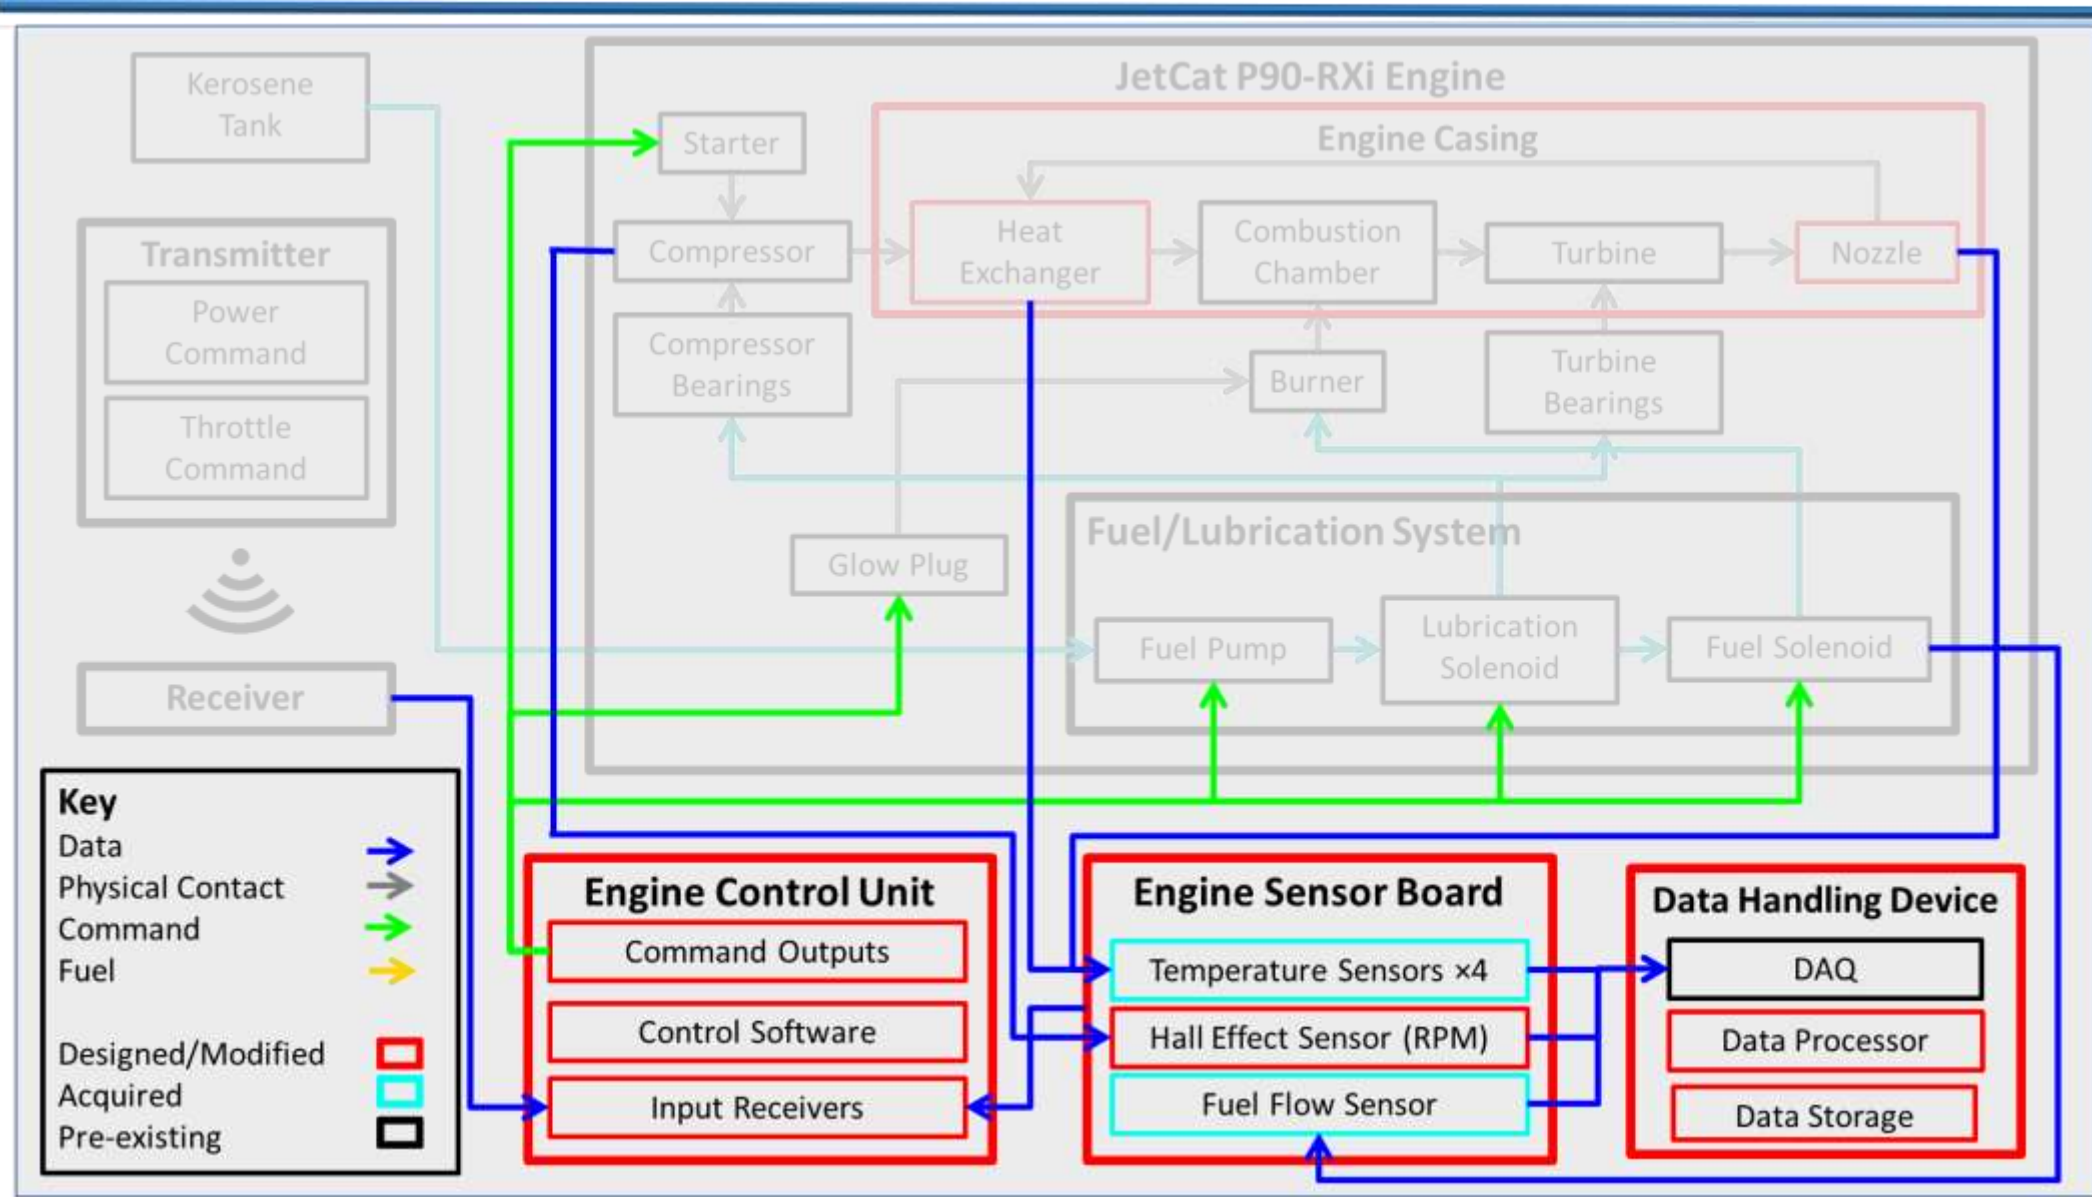 Kerosene
Tank
JetCat P90-RXi Engine
Engine Casing
Starter
Transmitter
Power
Command
Throttle
Command
Compressor
Heat
Exchanger
Combustion
Chamber
Turbine
Nozzle
Compressor
Bearings
Burner
Turbine
Bearings
Glow Plug
Fuel/Lubrication System
Fuel Pump
Lubrication
Solenoid
Fuel Solenoid
Receiver
Key
Data
Physical Contact
Command
Fuel
Designed/Modified
Acquired
Pre-existing
Engine Control Unit
Command Outputs
Control Software
Input Receivers
Engine Sensor Board
Temperature Sensors ×4
Hall Effect Sensor (RPM)
Fuel Flow Sensor
Data Handling Device
DAQ
Data Processor
Data Storage